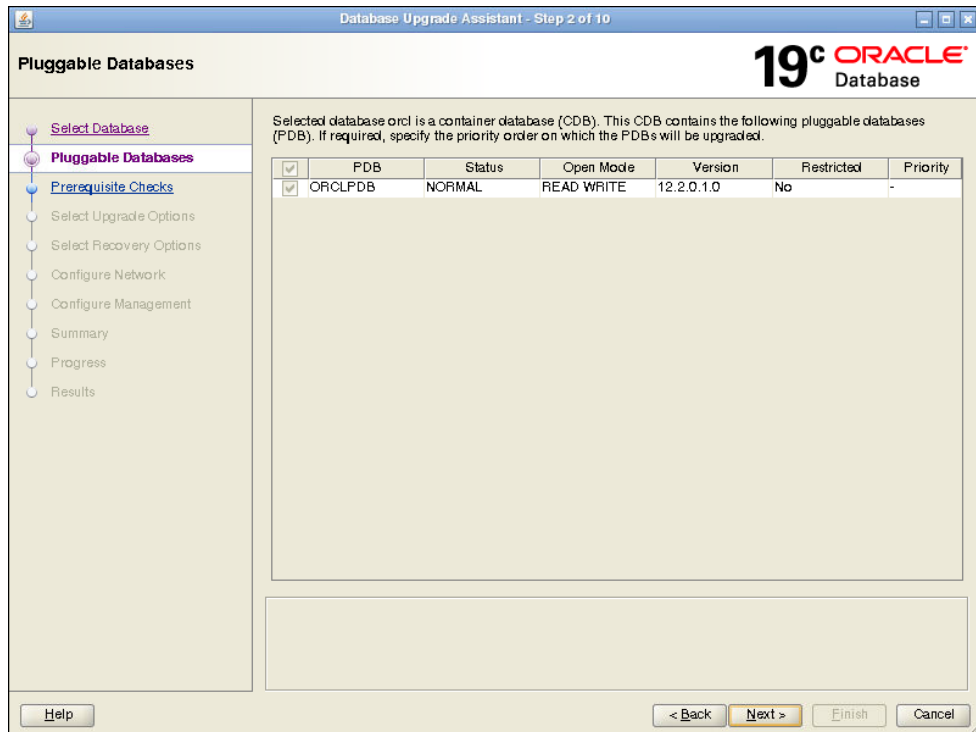 Database Upgrade Assistant - Step 2 of 10
Pluggable Databases
19c ORACLE
Database
Select Database
Pluggable Databases
Prerequisite Checks
Select Upgrade Options
Select Recovery Options
Configure Network
Configure Management
Summary
Progress
Results
Selected database orcl is a container database (CDB). This CDB contains the following pluggable databases
(PDB). If required, specify the priority order on which the PDBs will be upgraded.
PDB Status Open Mode Version Restricted Priority
ORCLPDB NORMAL READ WRITE 12.2.0.1.0 No -
Help < Back Next > Finish Cancel